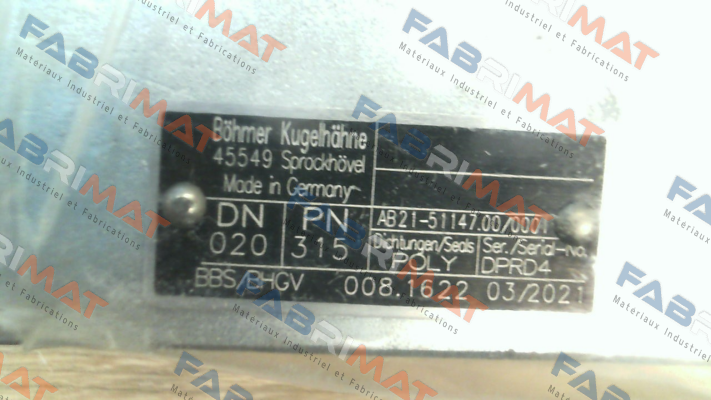 Böhmer Kugelhähne
45549 Sprockhövel
Made in Germany
DN PN AB21-51147.00/0001
020 315 Dichtungen/Seals Ser./Serial-no.
POLY DPRD4
BBS/BHGV 008.1622 03/2021
FABRIMAT
Materiaux Industriel et Fabrications